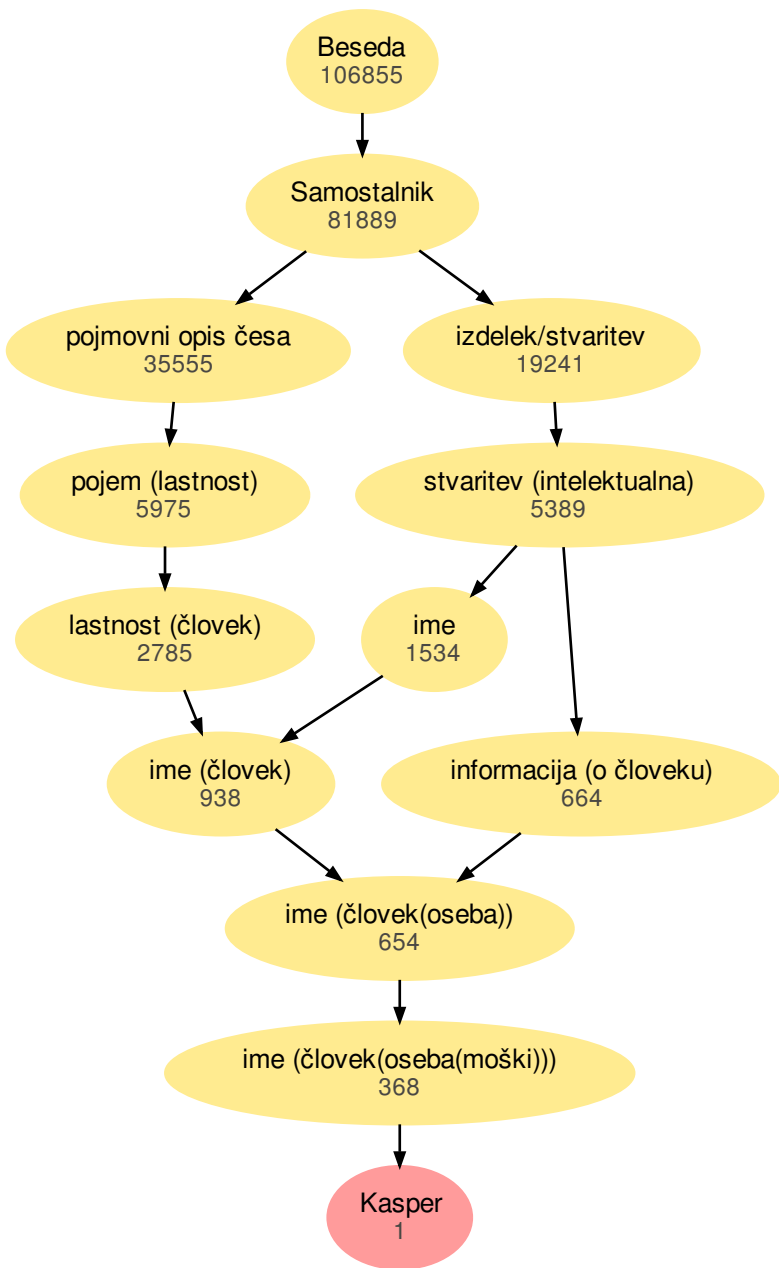 Beseda
106855
Samostalnik
81889
pojmovni opis česa
35555
izdelek/stvaritev
19241
pojem (lastnost)
5975
stvaritev (intelektualna)
5389
lastnost (človek)
2785
ime
1534
ime (človek)
938
informacija (o človeku)
664
ime (človek(oseba))
654
ime (človek(oseba(moški)))
368
Kasper
1